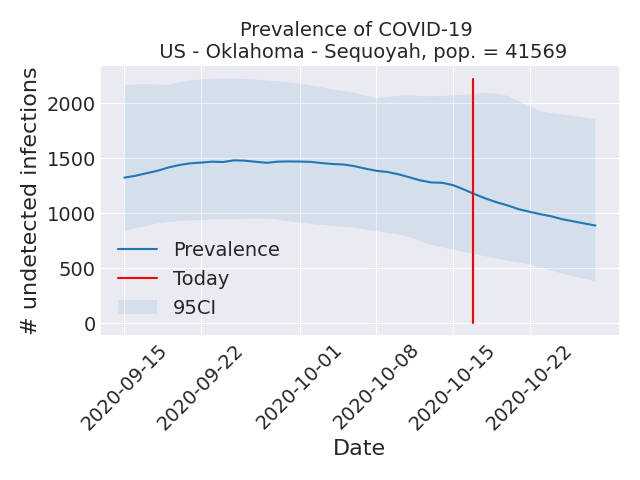 Prevalence of COVID-19
US - Oklahoma - Sequoyah, pop. = 41569
# undetected infections
2000
1500
1000
500
0
Prevalence
Today
95CI
2020-09-15
2020-09-22
2020-10-01
2020-10-08
2020-10-15
2020-10-22
Date